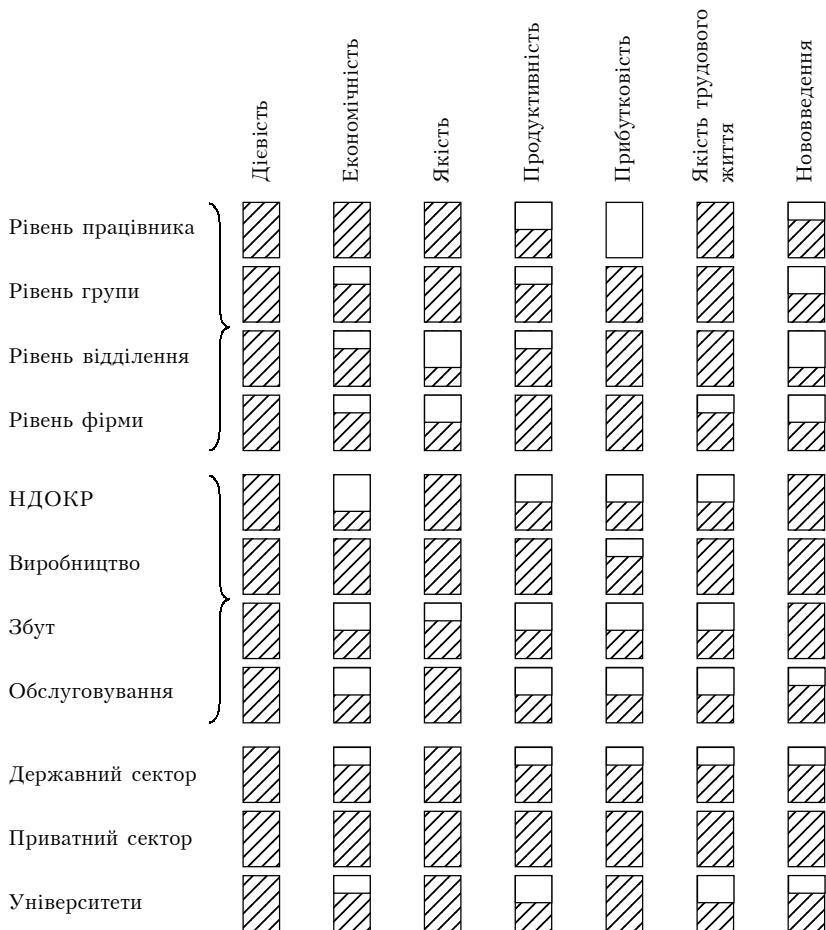 Дієвість
Економічність
Якість
Продуктивність
Прибутковість
Якість трудового
життя
Нововведення
Рівень працівника
Рівень групи
Рівень відділення
Рівень фірми
НДОКР
Виробництво
Збут
Обслуговування
Державний сектор
Приватний сектор
Університети